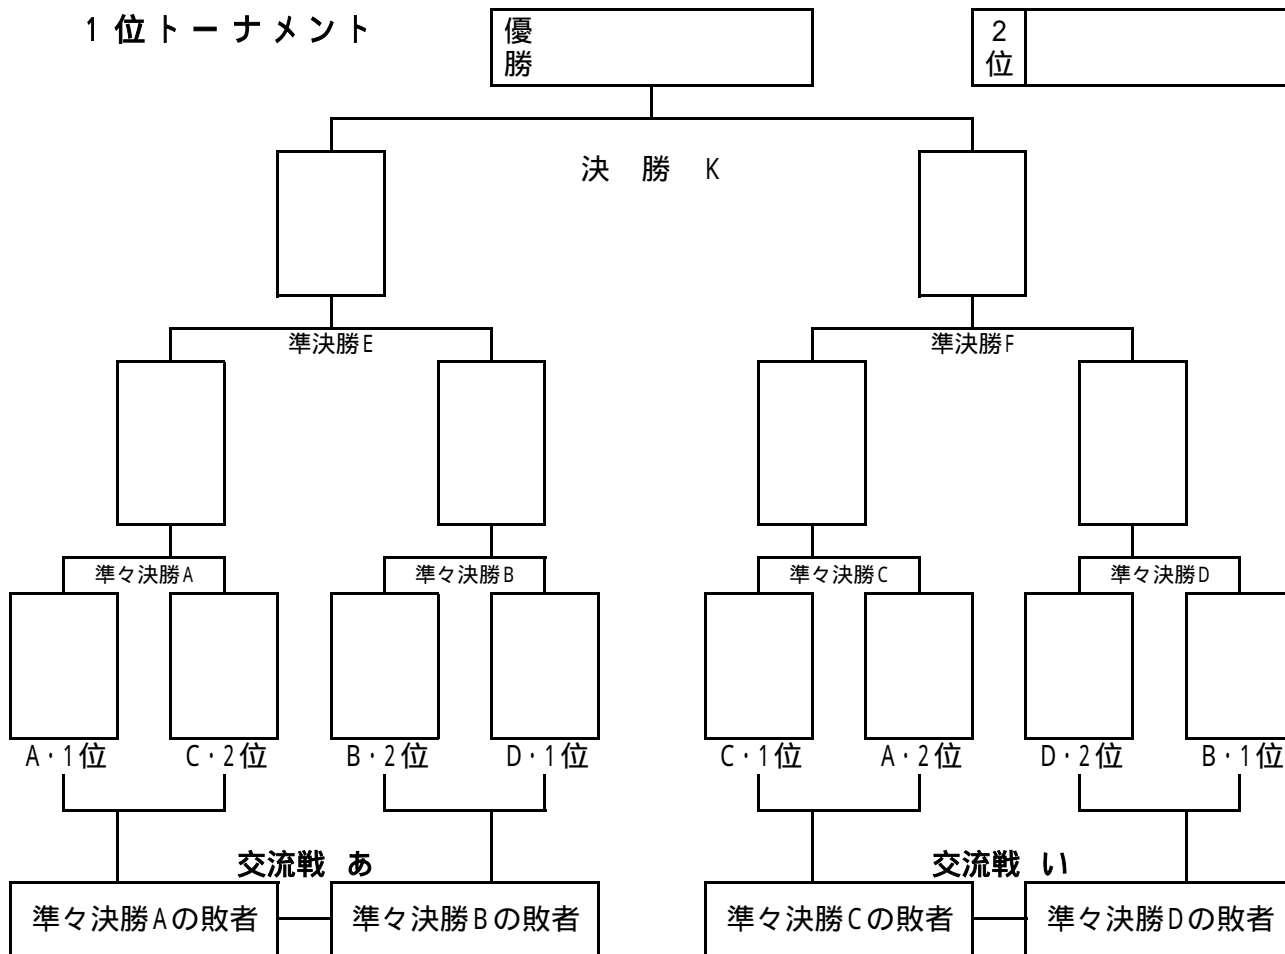 1位トーナメント
優勝
2位
決 勝 K
準決勝E
準決勝F
準々決勝A
準々決勝B
準々決勝C
準々決勝D
A・1位
C・2位
B・2位
D・1位
C・1位
A・2位
D・2位
B・1位
交流戦 あ
交流戦 い
準々決勝Aの敗者
準々決勝Bの敗者
準々決勝Cの敗者
準々決勝Dの敗者